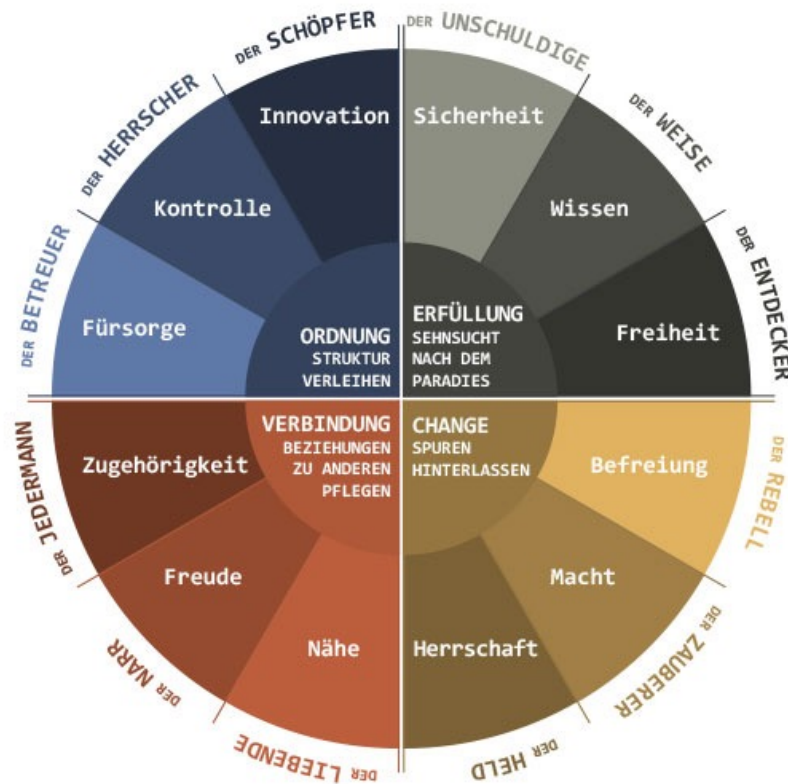 DER SCHÖPFER
DER UNSCHULDIGE
DER HERRSCHER
DER WEISE
DER BETREUER
DER ENTDECKER
Innovation
Sicherheit
Kontrolle
Wissen
Fürsorge
Freiheit
ORDNUNG
STRUKTUR
VERLEIHEN
ERFÜLLUNG
SEHNSUCHT
NACH DEM
PARADIES
VERBINDUNG
BEZIEHUNGEN
ZU ANDEREN
PFLEGEN
CHANGE
SPUREN
HINTERLASSEN
Zugehörigkeit
Befreiung
Freude
Macht
Nähe
Herrschaft
DER JEDERMANN
DER REBELL
DER NARR
DER ZAUBERER
DER LIEBENDE
DER HELD